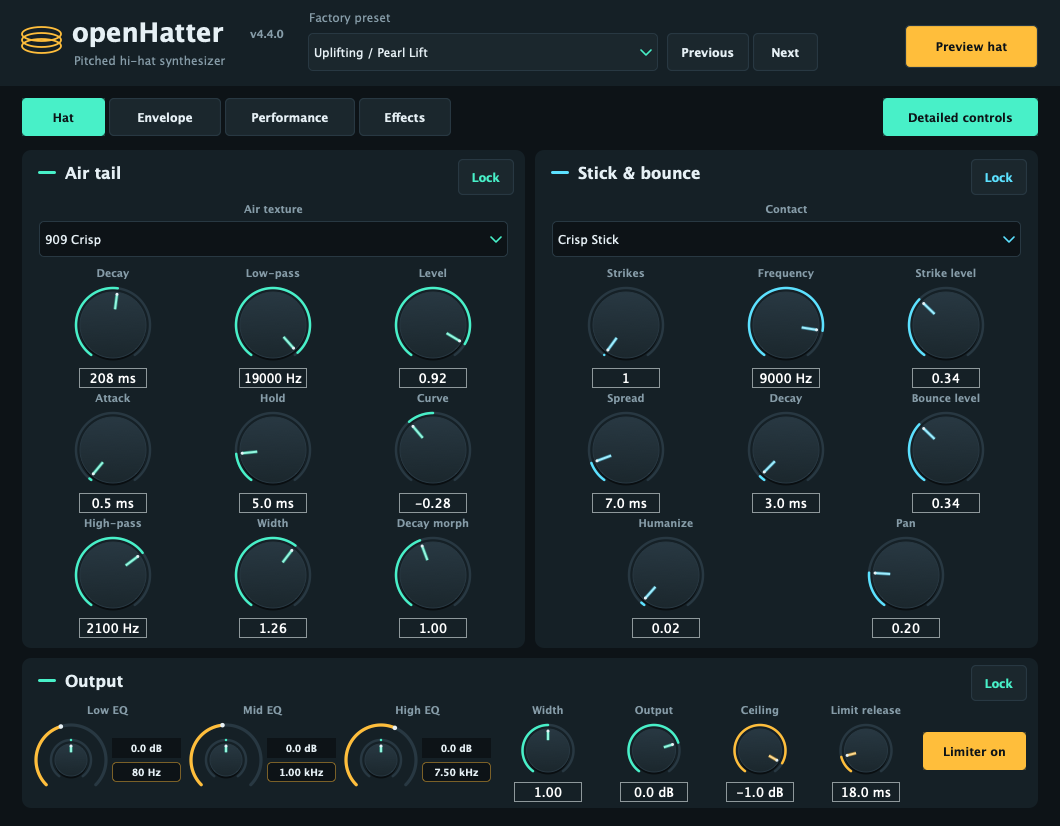 openHatter
v4.4.0
Pitched hi-hat synthesizer
Factory preset
Uplifting / Pearl Lift
Previous
Next
Preview hat
Hat
Envelope
Performance
Effects
Detailed controls
Air tail
Lock
Air texture
909 Crisp
Decay
Low-pass
Level
208 ms
19000 Hz
0.92
Attack
Hold
Curve
0.5 ms
5.0 ms
-0.28
High-pass
Width
Decay morph
2100 Hz
1.26
1.00
Stick & bounce
Lock
Contact
Crisp Stick
Strikes
Frequency
Strike level
1
9000 Hz
0.34
Spread
Decay
Bounce level
7.0 ms
3.0 ms
0.34
Humanize
Pan
0.02
0.20
Output
Lock
Low EQ
0.0 dB
80 Hz
Mid EQ
0.0 dB
1.00 kHz
High EQ
0.0 dB
7.50 kHz
Width
1.00
Output
0.0 dB
Ceiling
-1.0 dB
Limit release
18.0 ms
Limiter on